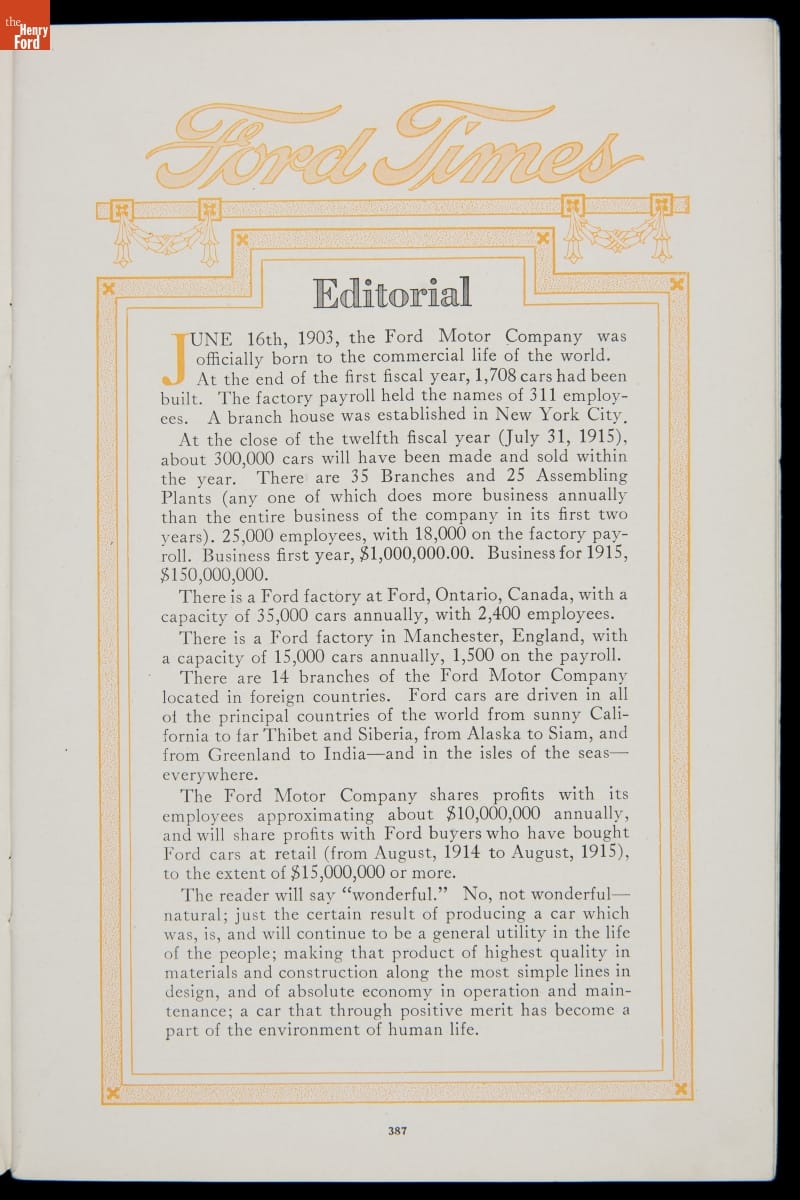 the
Henry
Ford
Ford Times
Editorial
JUNE 16th, 1903, the Ford Motor Company was
officially born to the commercial life of the world.
At the end of the first fiscal year, 1,708 cars had been
built. The factory payroll held the names of 311 employ-
ees. A branch house was established in New York City.
At the close of the twelfth fiscal year (July 31, 1915),
about 300,000 cars will have been made and sold within
the year. There are 35 Branches and 25 Assembling
Plants (any one of which does more business annually
than the entire business of the company in its first two
years). 25,000 employees, with 18,000 on the factory pay-
roll. Business first year, $1,000,000.00. Business for 1915,
$150,000,000.
There is a Ford factory at Ford, Ontario, Canada, with a
capacity of 35,000 cars annually, with 2,400 employees.
There is a Ford factory in Manchester, England, with
a capacity of 15,000 cars annually, 1,500 on the payroll.
There are 14 branches of the Ford Motor Company
located in foreign countries. Ford cars are driven in all
of the principal countries of the world from sunny Cali-
fornia to far Thibet and Siberia, from Alaska to Siam, and
from Greenland to India—and in the isles of the seas—
everywhere.
The Ford Motor Company shares profits with its
employees approximating about $10,000,000 annually,
and will share profits with Ford buyers who have bought
Ford cars at retail (from August, 1914 to August, 1915),
to the extent of $15,000,000 or more.
The reader will say “wonderful.” No, not wonderful—
natural; just the certain result of producing a car which
was, is, and will continue to be a general utility in the life
of the people; making that product of highest quality in
materials and construction along the most simple lines in
design, and of absolute economy in operation and main-
tenance; a car that through positive merit has become a
part of the environment of human life.
387